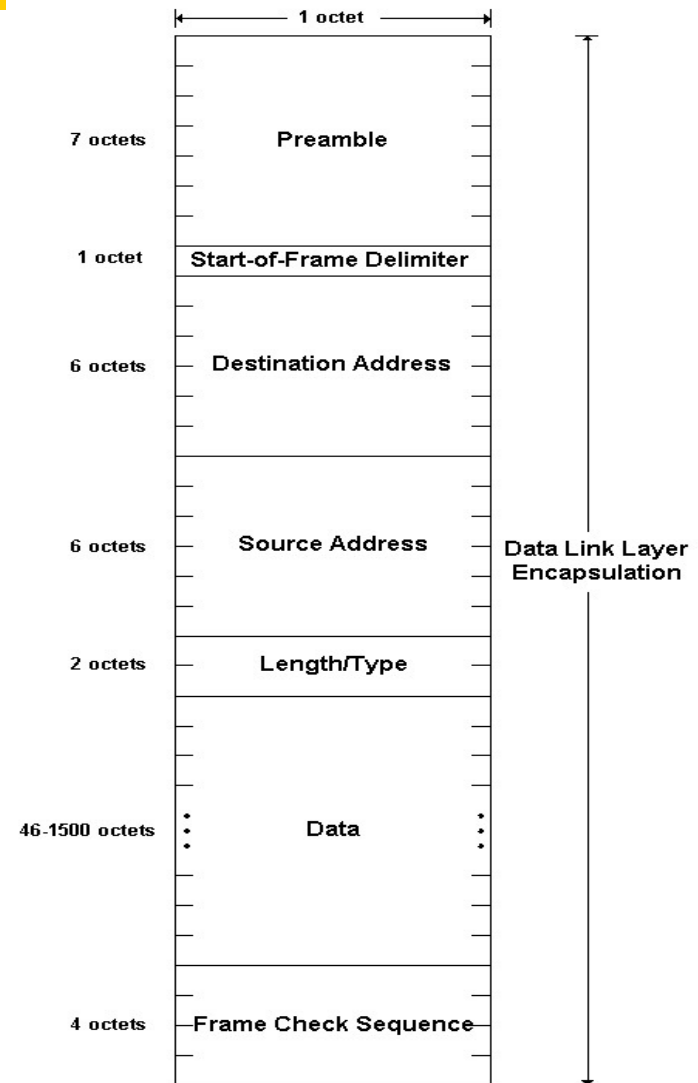 1 octet
7 octets
Preamble
1 octet
Start-of-Frame Delimiter
6 octets
Destination Address
6 octets
Source Address
Data Link Layer
Encapsulation
2 octets
Length/Type
46-1500 octets
Data
4 octets
Frame Check Sequence